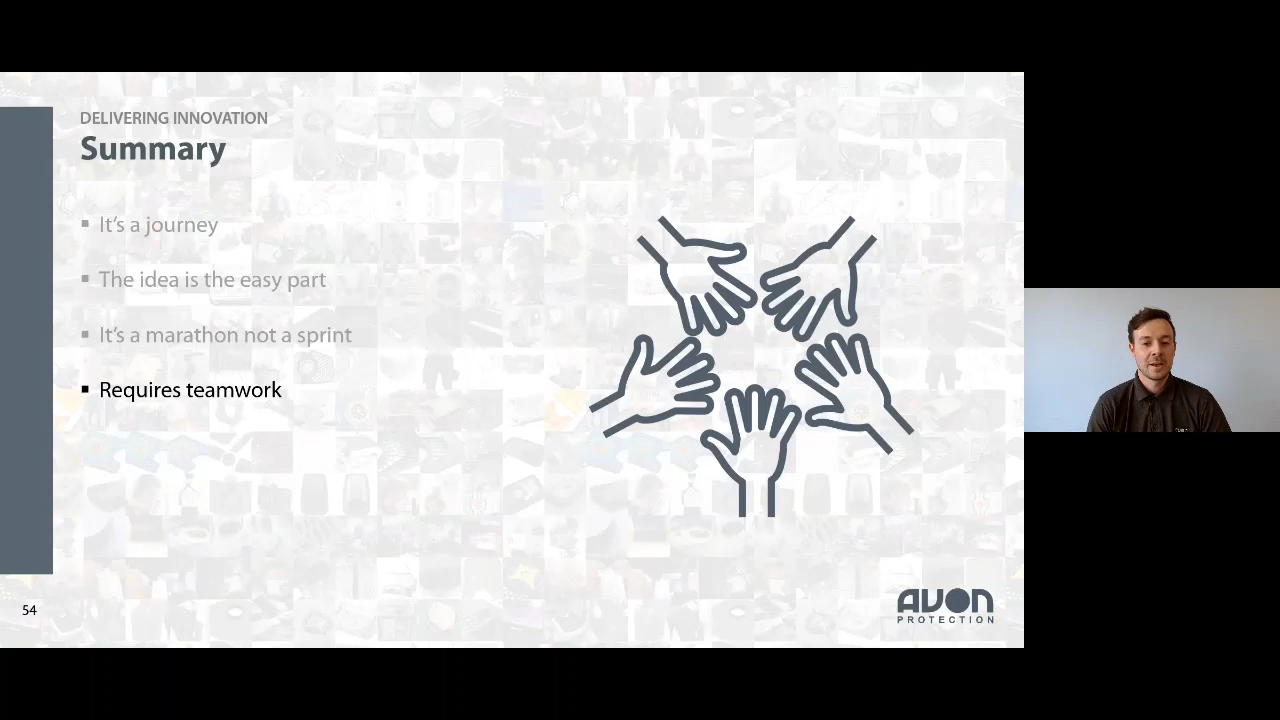 DELIVERING INNOVATION
Summary
▪ It's a journey
▪ The idea is the easy part
▪ It's a marathon not a sprint
▪ Requires teamwork
54
AVON
PROTECTION